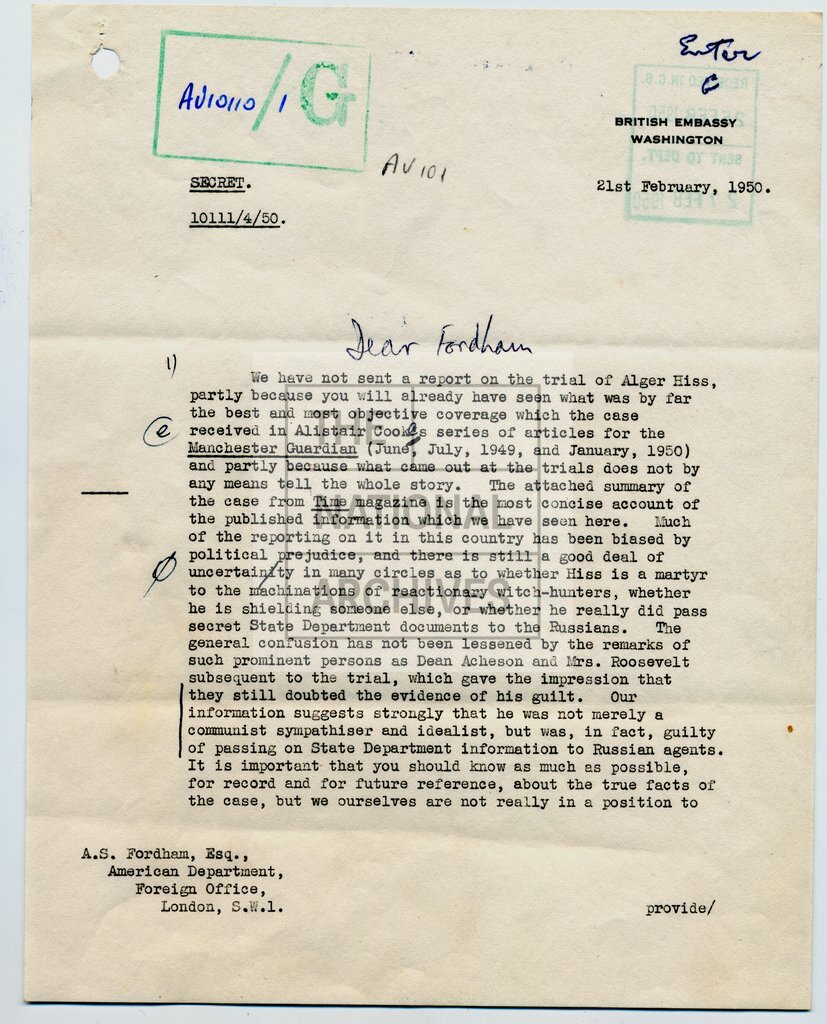 Enter
AU10110/1 G
AU 101
BRITISH EMBASSY
WASHINGTON
SECRET.
21st February, 1950.
10111/4/50.
Dear Fordham
1)
We have not sent a report on the trial of Alger Hiss,
partly because you will already have seen what was by far
the best and most objective coverage which the case
e received in Alistair Cooke's series of articles for the
Manchester Guardian (June, July, 1949, and January, 1950)
and partly because what came out at the trials does not by
any means tell the whole story. The attached summary of
the case from Time magazine is the most concise account of
the published information which we have seen here. Much
of the reporting on it in this country has been biased by
political prejudice, and there is still a good deal of
uncertainity in many circles as to whether Hiss is a martyr
to the machinations of reactionary witch-hunters, whether
he is shielding someone else, or whether he really did pass
secret State Department documents to the Russians. The
general confusion has not been lessened by the remarks of
such prominent persons as Dean Acheson and Mrs. Roosevelt
subsequent to the trial, which gave the impression that
they still doubted the evidence of his guilt. Our
information suggests strongly that he was not merely a
communist sympathiser and idealist, but was, in fact, guilty
of passing on State Department information to Russian agents.
It is important that you should know as much as possible,
for record and for future reference, about the true facts of
the case, but we ourselves are not really in a position to
A.S. Fordham, Esq.,
American Department,
Foreign Office,
London, S.W.1.
provide/
THE
NATIONAL
ARCHIVES